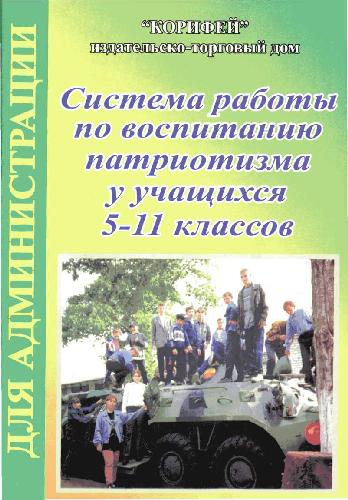 "КОРИФЕЙ"
издательско-торговый дом
Система работы
по воспитанию
патриотизма
у учащихся
5-11 классов
ДЛЯ АДМИНИСТРАЦИИ